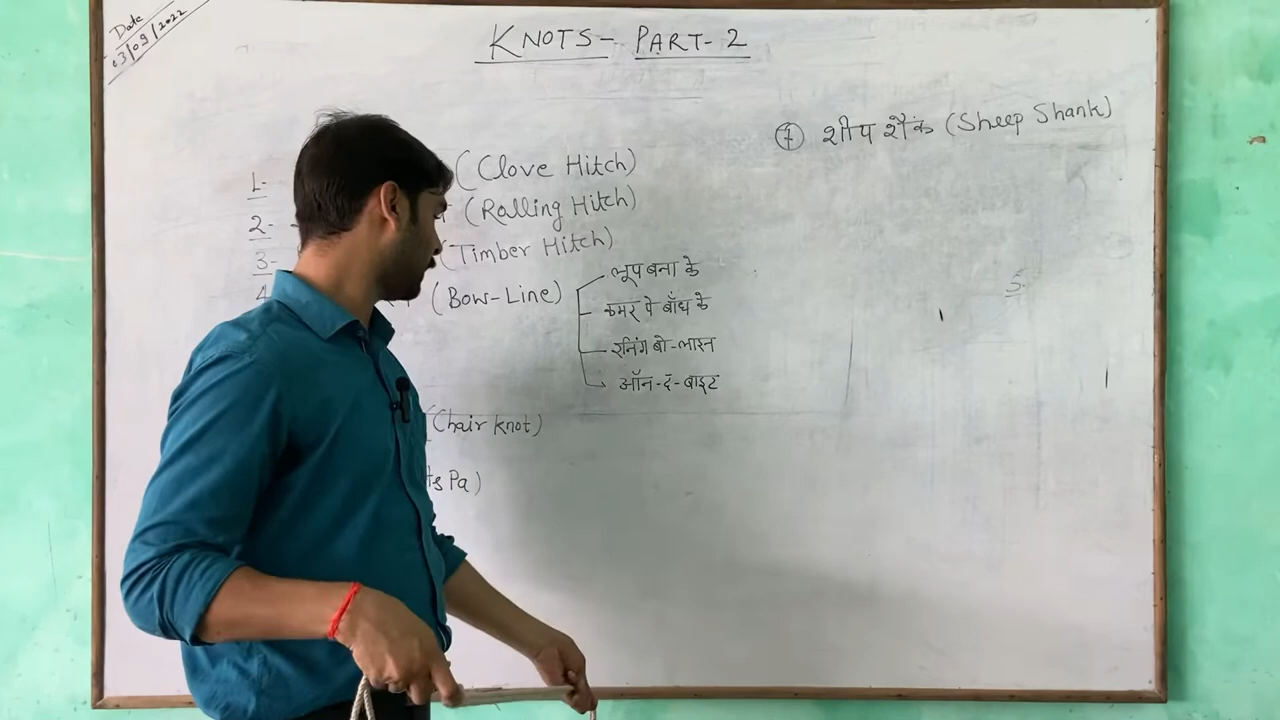 Date
03/09/2022
KNOTS- PART-2
1- (Clove Hitch)
2- (Rolling Hitch)
3- (Timber Hitch)
4 (Bow-Line)
लूप बना के
कमर पे बाँध के
रनिंग बो-लाइन
ऑन-द-बाइट
(Chair Knot)
Pa)
⑦ शीप शैंक (Sheep Shank)
5-